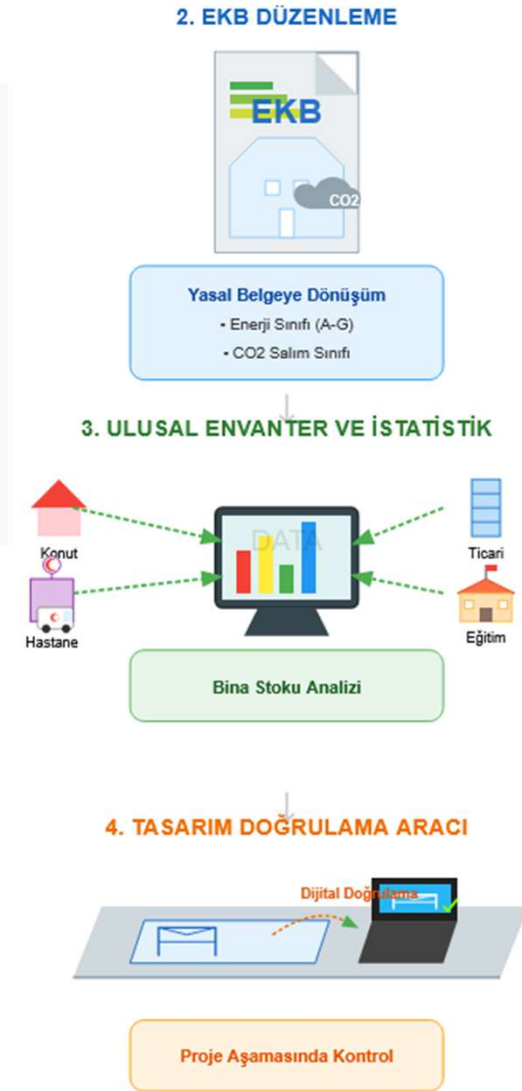 2. EKB DÜZENLEME
EKB
CO2
Yasal Belgeye Dönüşüm
- Enerji Sınıfı (A-G)
- CO2 Salım Sınıfı
3. ULUSAL ENVANTER VE İSTATİSTİK
DATA
Konut
Ticari
Hastane
Eğitim
Bina Stoku Analizi
4. TASARIM DOĞRULAMA ARACI
Dijital Doğrulama
Proje Aşamasında Kontrol